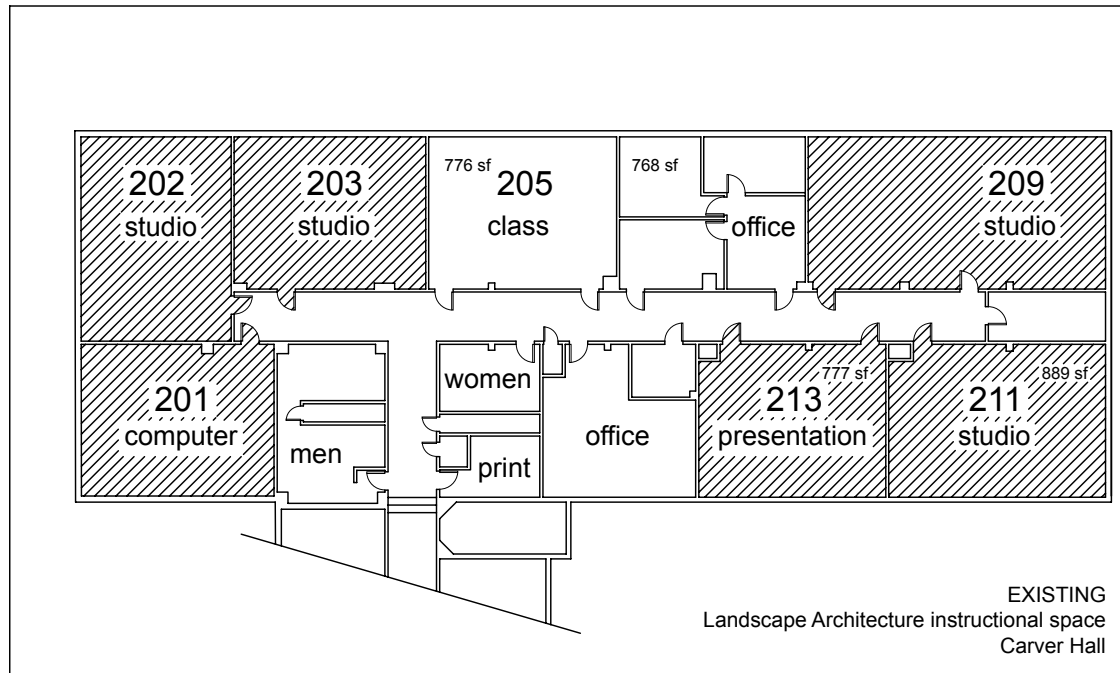 202
studio
203
studio
776 sf
205
class
768 sf
office
209
studio
201
computer
men
women
print
office
777 sf
213
presentation
889 sf
211
studio
EXISTING
Landscape Architecture instructional space
Carver Hall